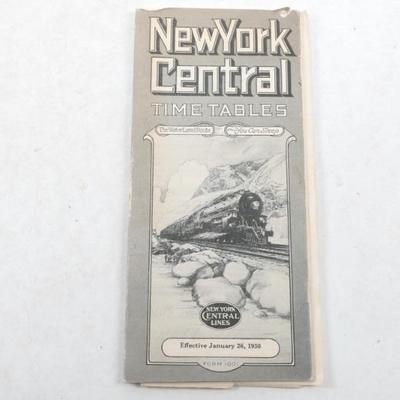 New York
Central
TIME TABLES
The Water Level Route — You Can Sleep
NEW YORK
CENTRAL
LINES
Effective January 26, 1930
FORM 1001